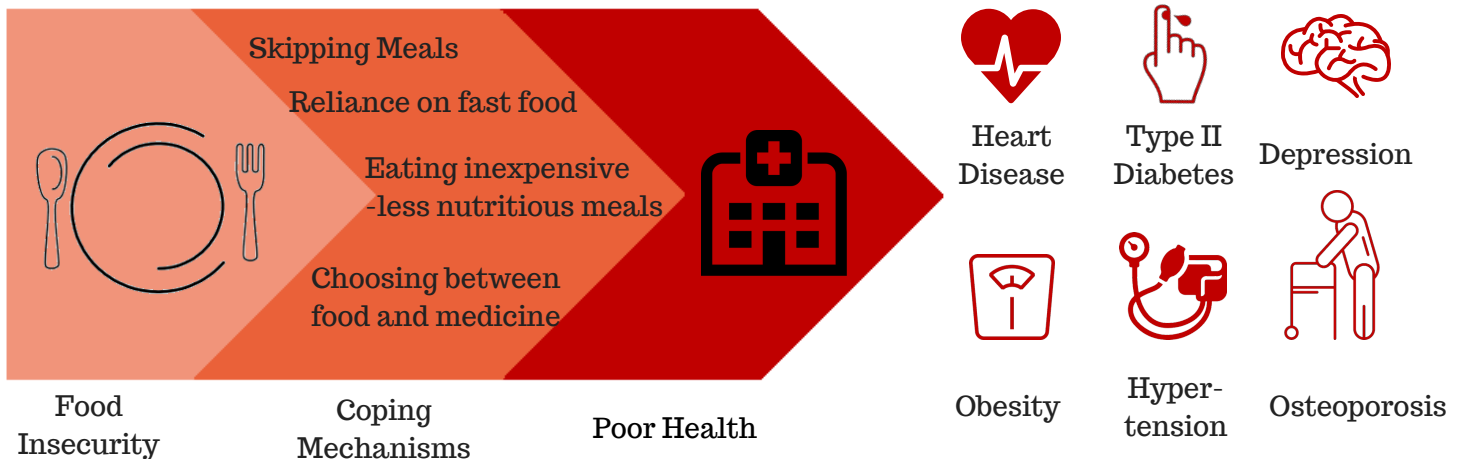 Skipping Meals
Reliance on fast food
Eating inexpensive
-less nutritious meals
Choosing between
food and medicine
Food
Insecurity
Coping
Mechanisms
Poor Health
Heart
Disease
Type II
Diabetes
Depression
Obesity
Hyper-
tension
Osteoporosis